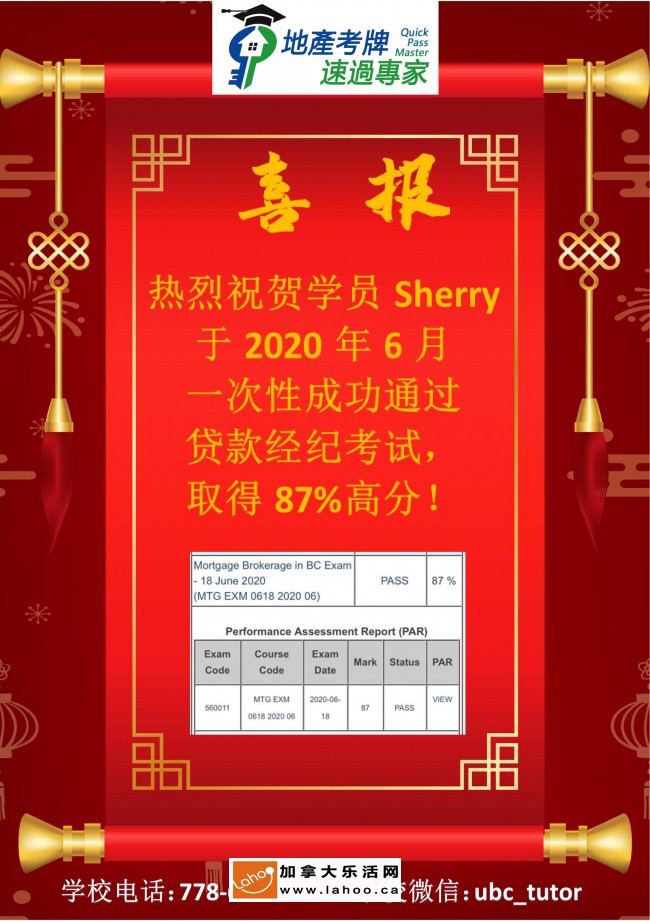 地產考牌
Quick
Pass
Master
速過專家
喜报
热烈祝贺学员 Sherry
于 2020 年 6 月
一次性成功通过
贷款经纪考试，
取得 87%高分！
Mortgage Brokerage in BC Exam
- 18 June 2020
(MTG EXM 0618 2020 06)
PASS
87 %
Performance Assessment Report (PAR)
Exam Code Course Code Exam Date Mark Status PAR
560011 MTG EXM 0618 2020 06 2020-06-18 87 PASS VIEW
学校电话：778-
微信：ubc_tutor
Lahoo
加拿大乐活网
www.lahoo.ca